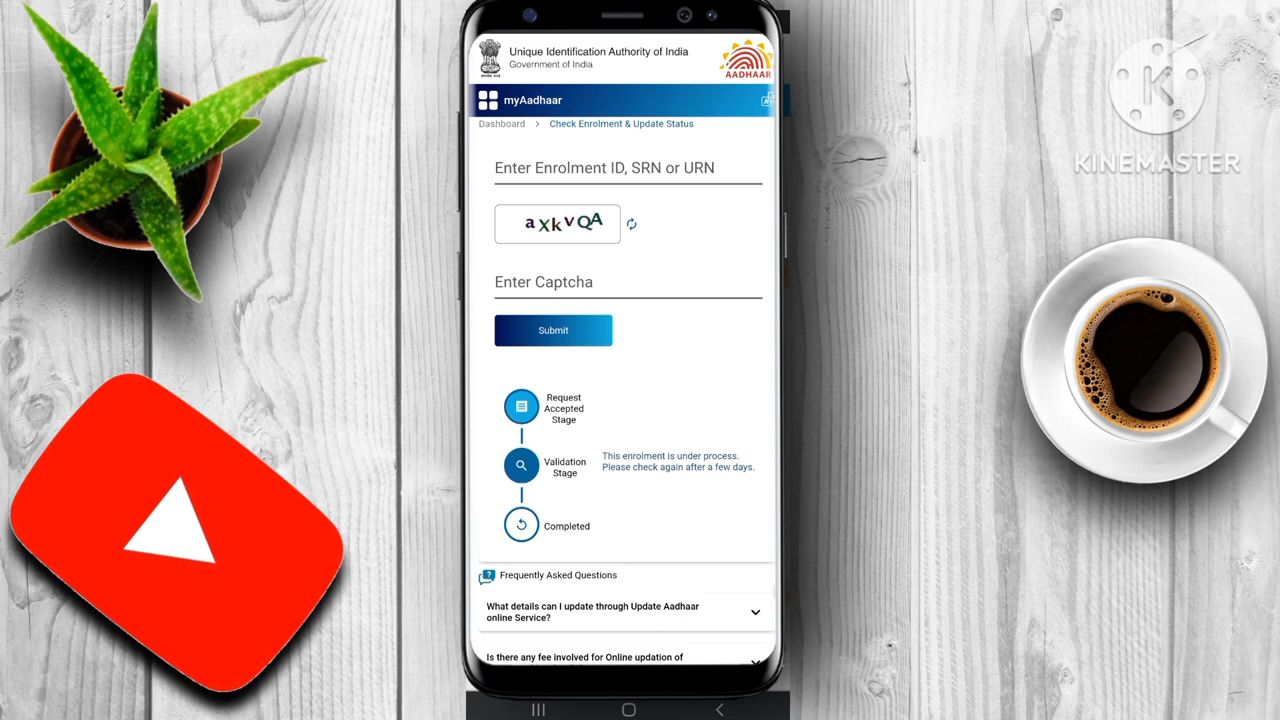 Unique Identification Authority of India
Government of India
AADHAAR
myAadhaar
Dashboard > Check Enrolment & Update Status
Enter Enrolment ID, SRN or URN
axkvQA
Enter Captcha
Submit
Request
Accepted
Stage
Validation
Stage
This enrolment is under process.
Please check again after a few days.
Completed
Frequently Asked Questions
What details can I update through Update Aadhaar
online Service?
Is there any fee involved for Online updation of
KINEMASTER